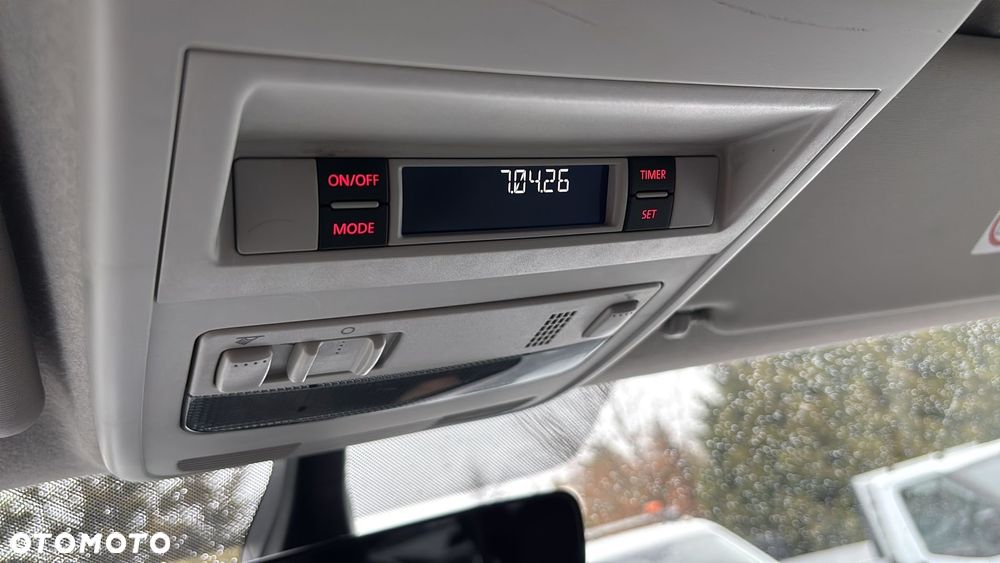 ON/OFF
MODE
7.04.26
TIMER
SET
OTOMOTO